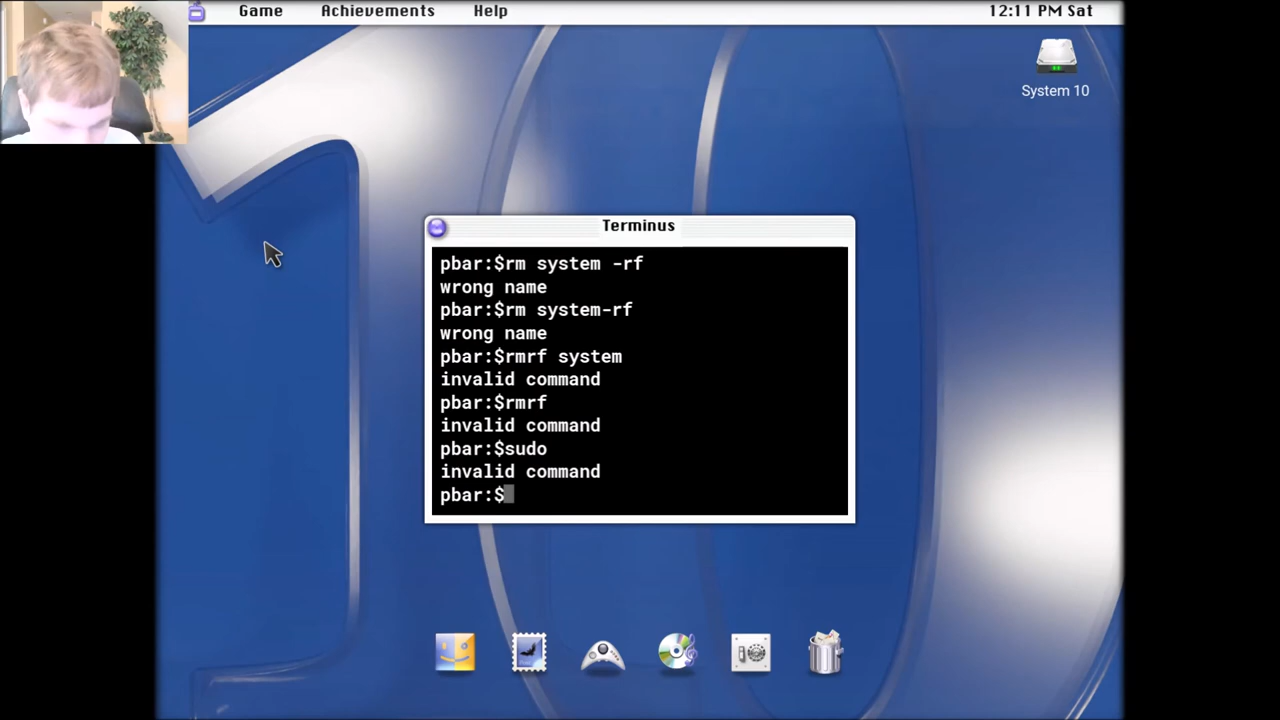 Game Achievements Help 12:11 PM Sat
System 10
Terminus
pbar:$rm system -rf
wrong name
pbar:$rm system-rf
wrong name
pbar:$rmrf system
invalid command
pbar:$rmrf
invalid command
pbar:$sudo
invalid command
pbar:$